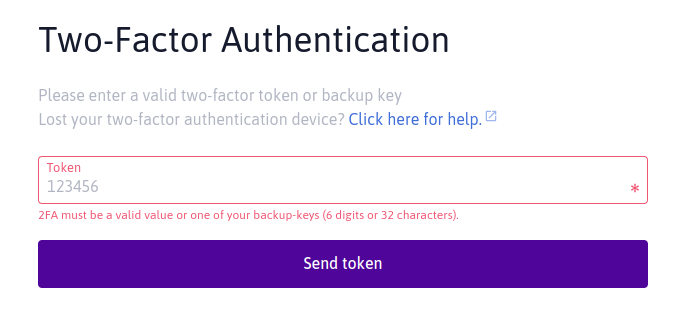 Two-Factor Authentication
Please enter a valid two-factor token or backup key
Lost your two-factor authentication device? Click here for help.
Token
123456
*
2FA must be a valid value or one of your backup-keys (6 digits or 32 characters).
Send token